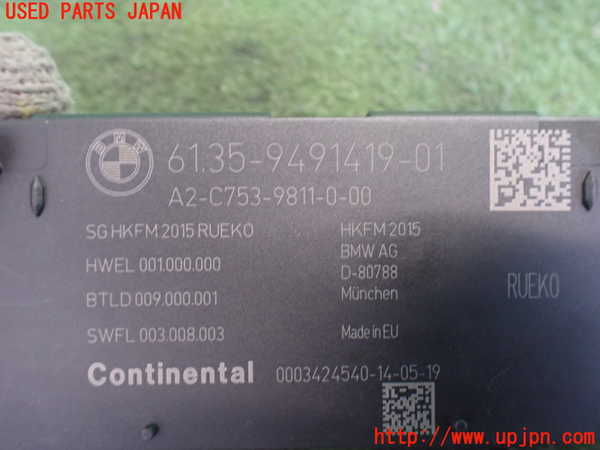 USED PARTS JAPAN
BMW
61.35-9491419-01
A2-C753-9811-0-00
SG HKFM 2015 RUEKO
HKFM 2015
BMW AG
HWEL 001.000.000
D-80788
BTLD 009.000.001
München
RUEKO
SWFL 003.008.003
Made in EU
Continental 0003424540-14-05-19
http://www.upjpn.com/